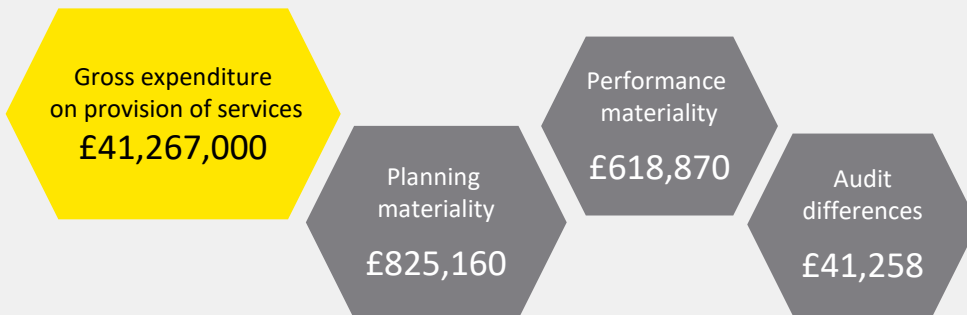 Gross expenditure
on provision of services
£41,267,000
Planning
materiality
£825,160
Performance
materiality
£618,870
Audit
differences
£41,258